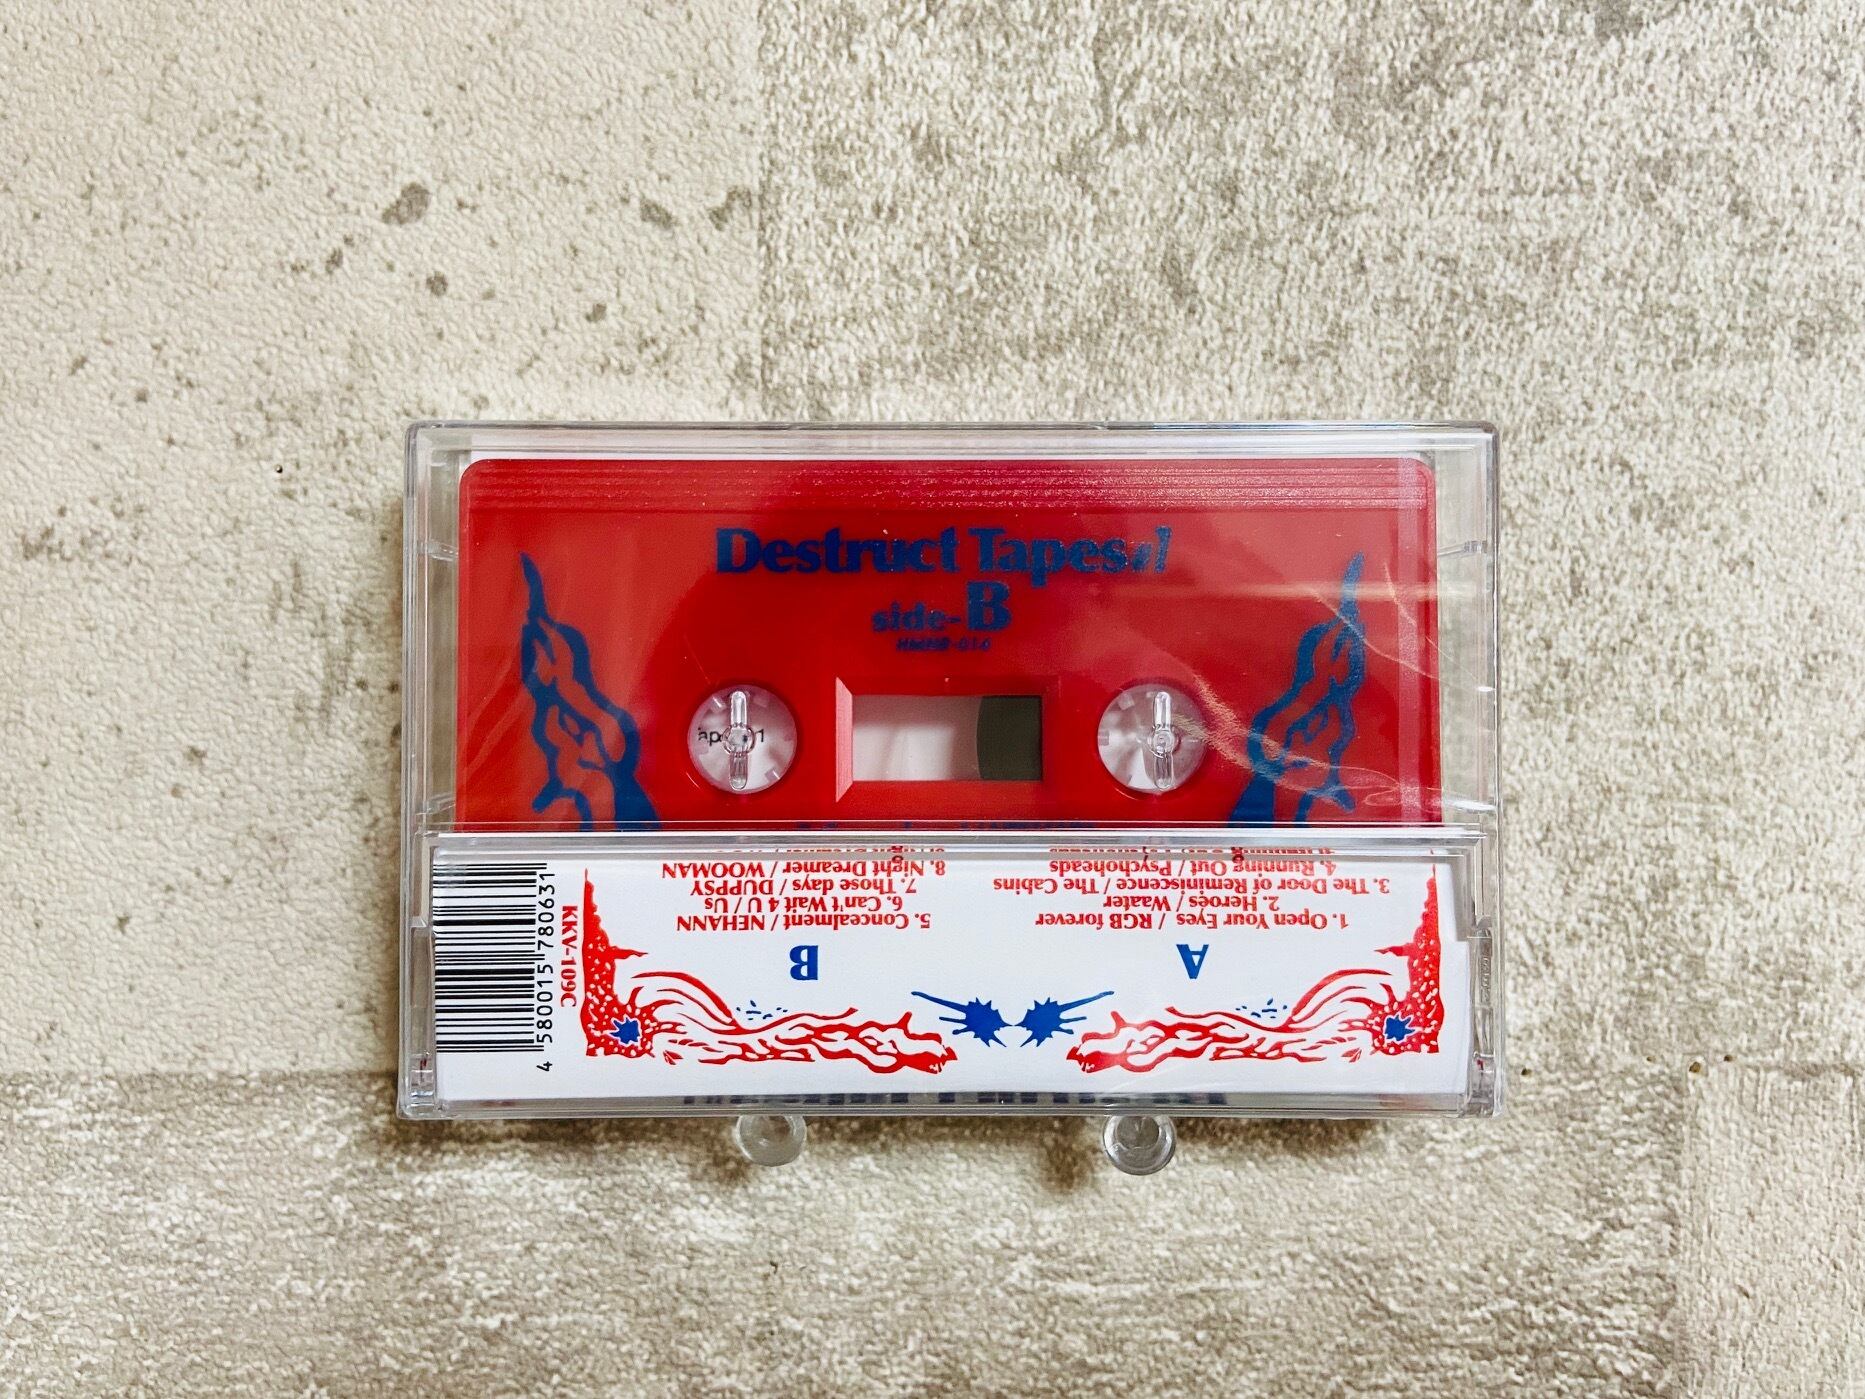 Destruct Tapes
side-B
A
1. Open Your Eyes / RGB forever
2. Heroes / Waater
3. The Door of Reminiscence / The Cabins
4. Running Out / Psychoheads
B
5. Concealment / NEHANN
6. Can't Wait 4 U / Us
7. Those days / DUPPSY
8. Night Dreamer / WOOMAN
KKV-109C
4 580015 780631